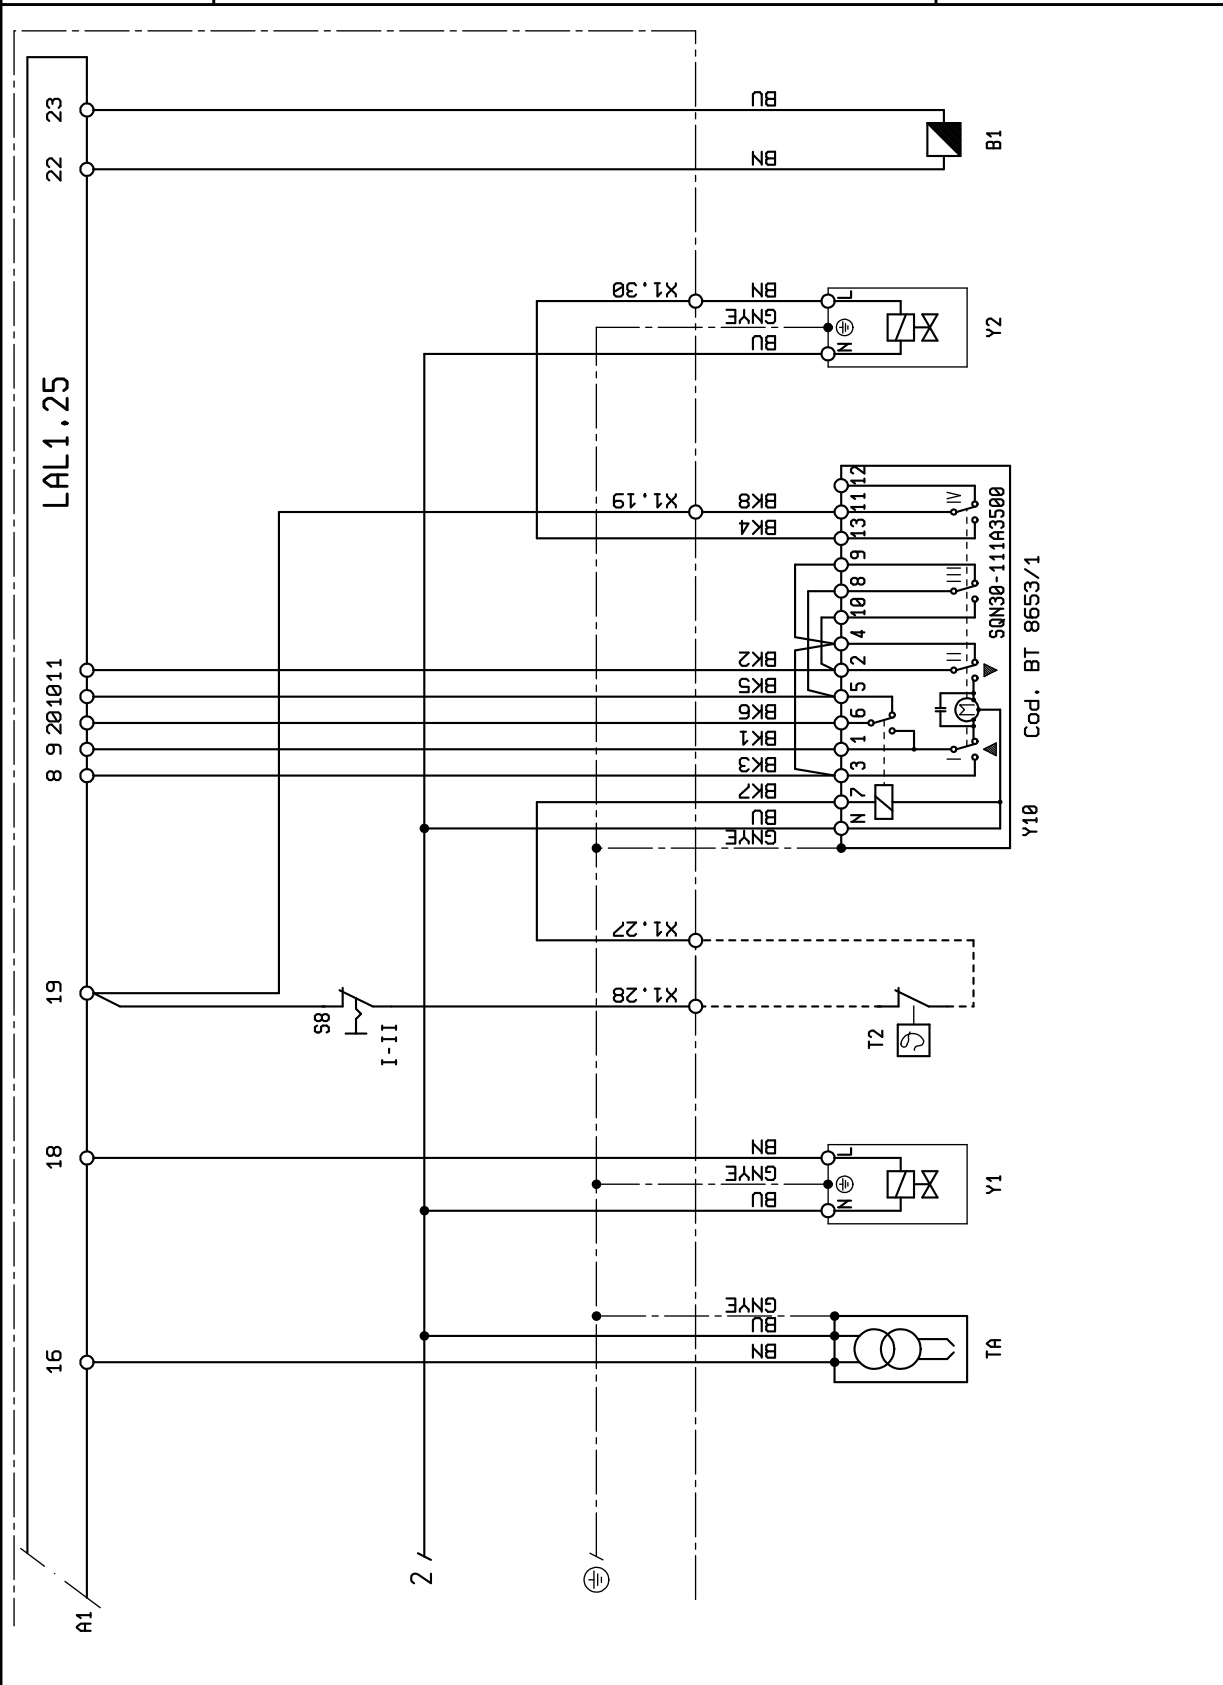 LAL1.25
A1
16
18
19
8
9
20
10
11
22
23
2
S8
I-II
X1.28
X1.27
X1.19
X1.30
BN
BU
GNYE
TA
BU
GNYE
BN
N
L
Y1
T2
GNYE
BU
BK7
BK3
BK1
BK6
BK5
BK2
BK4
BK8
N
7
3
1
6
5
2
4
10
8
9
13
11
12
I
II
III
IV
M
SQN30-111A3500
Y10
Cod. BT 8653/1
BU
GNYE
BN
N
L
Y2
BN
BU
B1